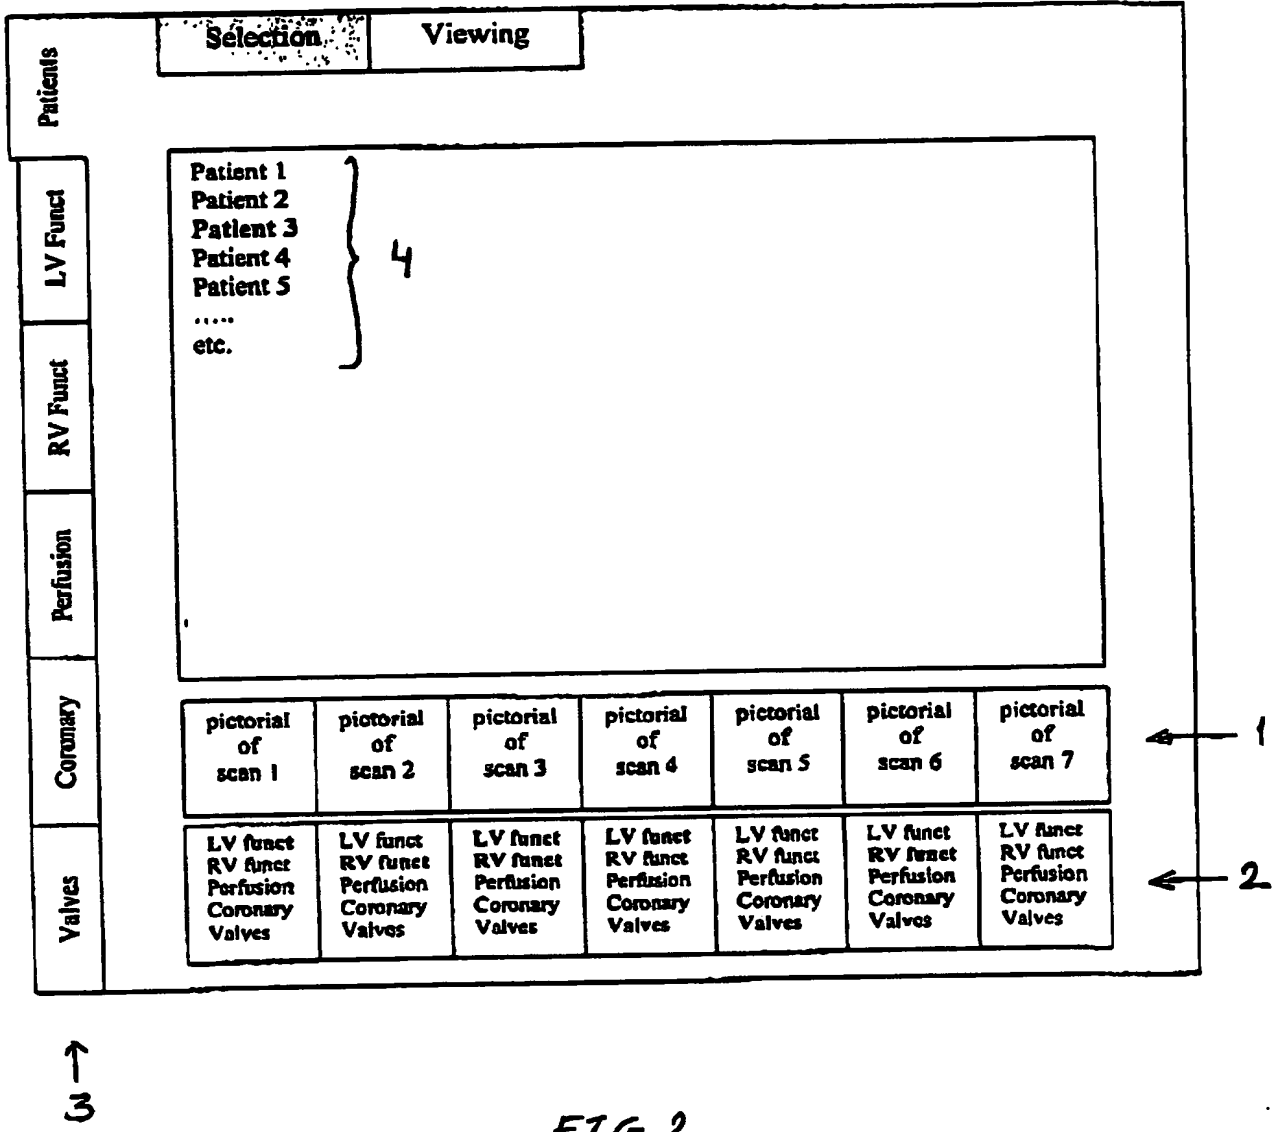 Selection
Viewing
Patients
LV Funct
RV Funct
Perfusion
Coronary
Valves
Patient 1
Patient 2
Patient 3
Patient 4
Patient 5
.....
etc.
4
pictorial
of
scan 1
pictorial
of
scan 2
pictorial
of
scan 3
pictorial
of
scan 4
pictorial
of
scan 5
pictorial
of
scan 6
pictorial
of
scan 7
1
LV funct
RV funct
Perfusion
Coronary
Valves
LV funct
RV funct
Perfusion
Coronary
Valves
LV funct
RV funct
Perfusion
Coronary
Valves
LV funct
RV funct
Perfusion
Coronary
Valves
LV funct
RV funct
Perfusion
Coronary
Valves
LV funct
RV funct
Perfusion
Coronary
Valves
LV funct
RV funct
Perfusion
Coronary
Valves
2
3
FIG 2